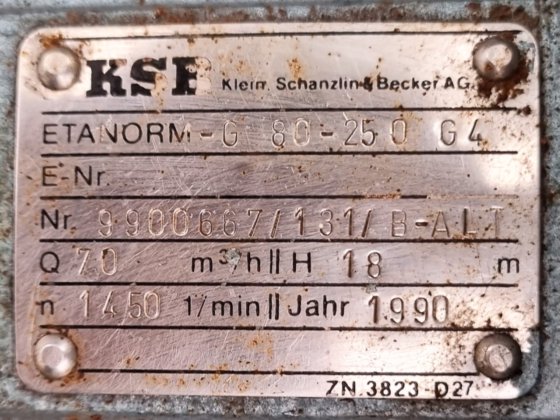 KSB Klein, Schanzlin & Becker AG
ETANORM-G 80-250 G4
E-Nr.
Nr. 9900667/131/B-ALT
Q 70 m³/h H 18 m
n 1450 1/min Jahr 1990
ZN 3823-D27